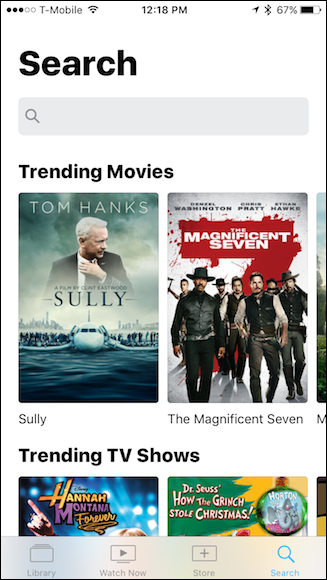 T-Mobile 12:18 PM 67%
Search
Trending Movies
TOM HANKS
A FILM BY CLINT EASTWOOD
SULLY
DENZEL WASHINGTON CHRIS PRATT ETHAN HAWKE
THE MAGNIFICENT SEVEN
Sully
The Magnificent Seven
M
Trending TV Shows
Disney
HANNAH MONTANA Forever
Dr. Seuss'
HOW THE GRINCH STOLE CHRISTMAS!
HORTON
Library
Watch Now
Store
Search